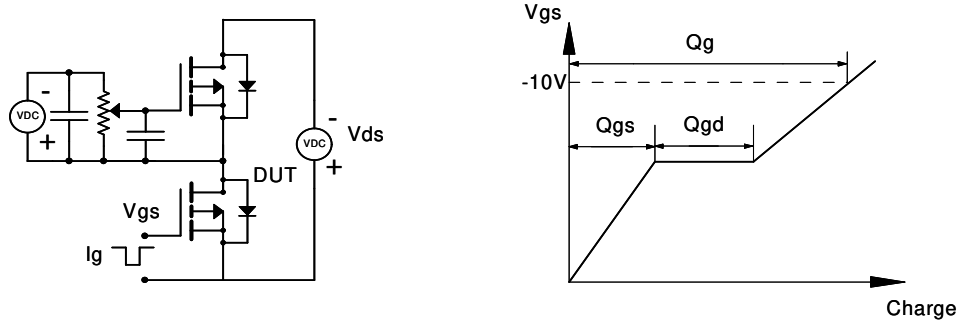 -
VDC
+
-
VDC
+
Vds
DUT
Vgs
Ig
Vgs
Qg
-10V
Qgs
Qgd
Charge